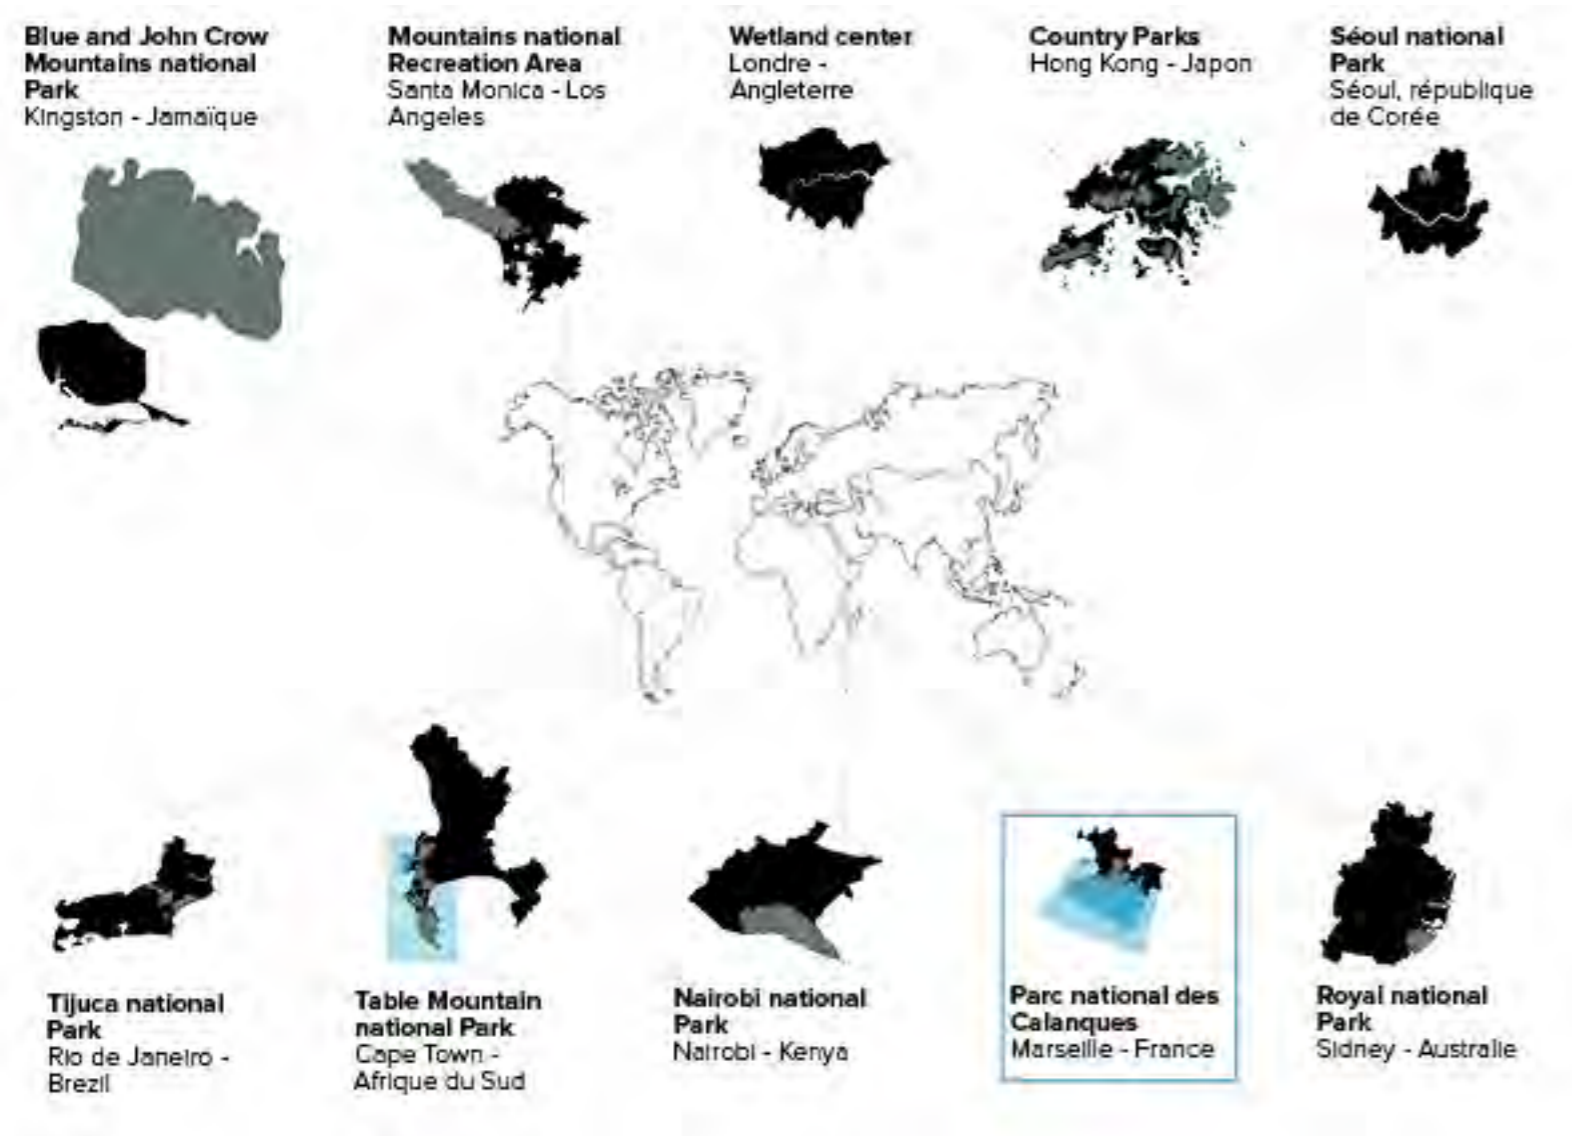 Blue and John Crow
Mountains national
Park
Kingston - Jamaïque
Mountains national
Recreation Area
Santa Monica - Los
Angeles
Wetland center
Londre -
Angleterre
Country Parks
Hong Kong - Japon
Séoul national
Park
Séoul, république
de Corée
Tijuca national
Park
Rio de Janeiro -
Brezil
Table Mountain
national Park
Cape Town -
Afrique du Sud
Nairobi national
Park
Nairobi - Kenya
Parc national des
Calanques
Marseille - France
Royal national
Park
Sidney - Australie